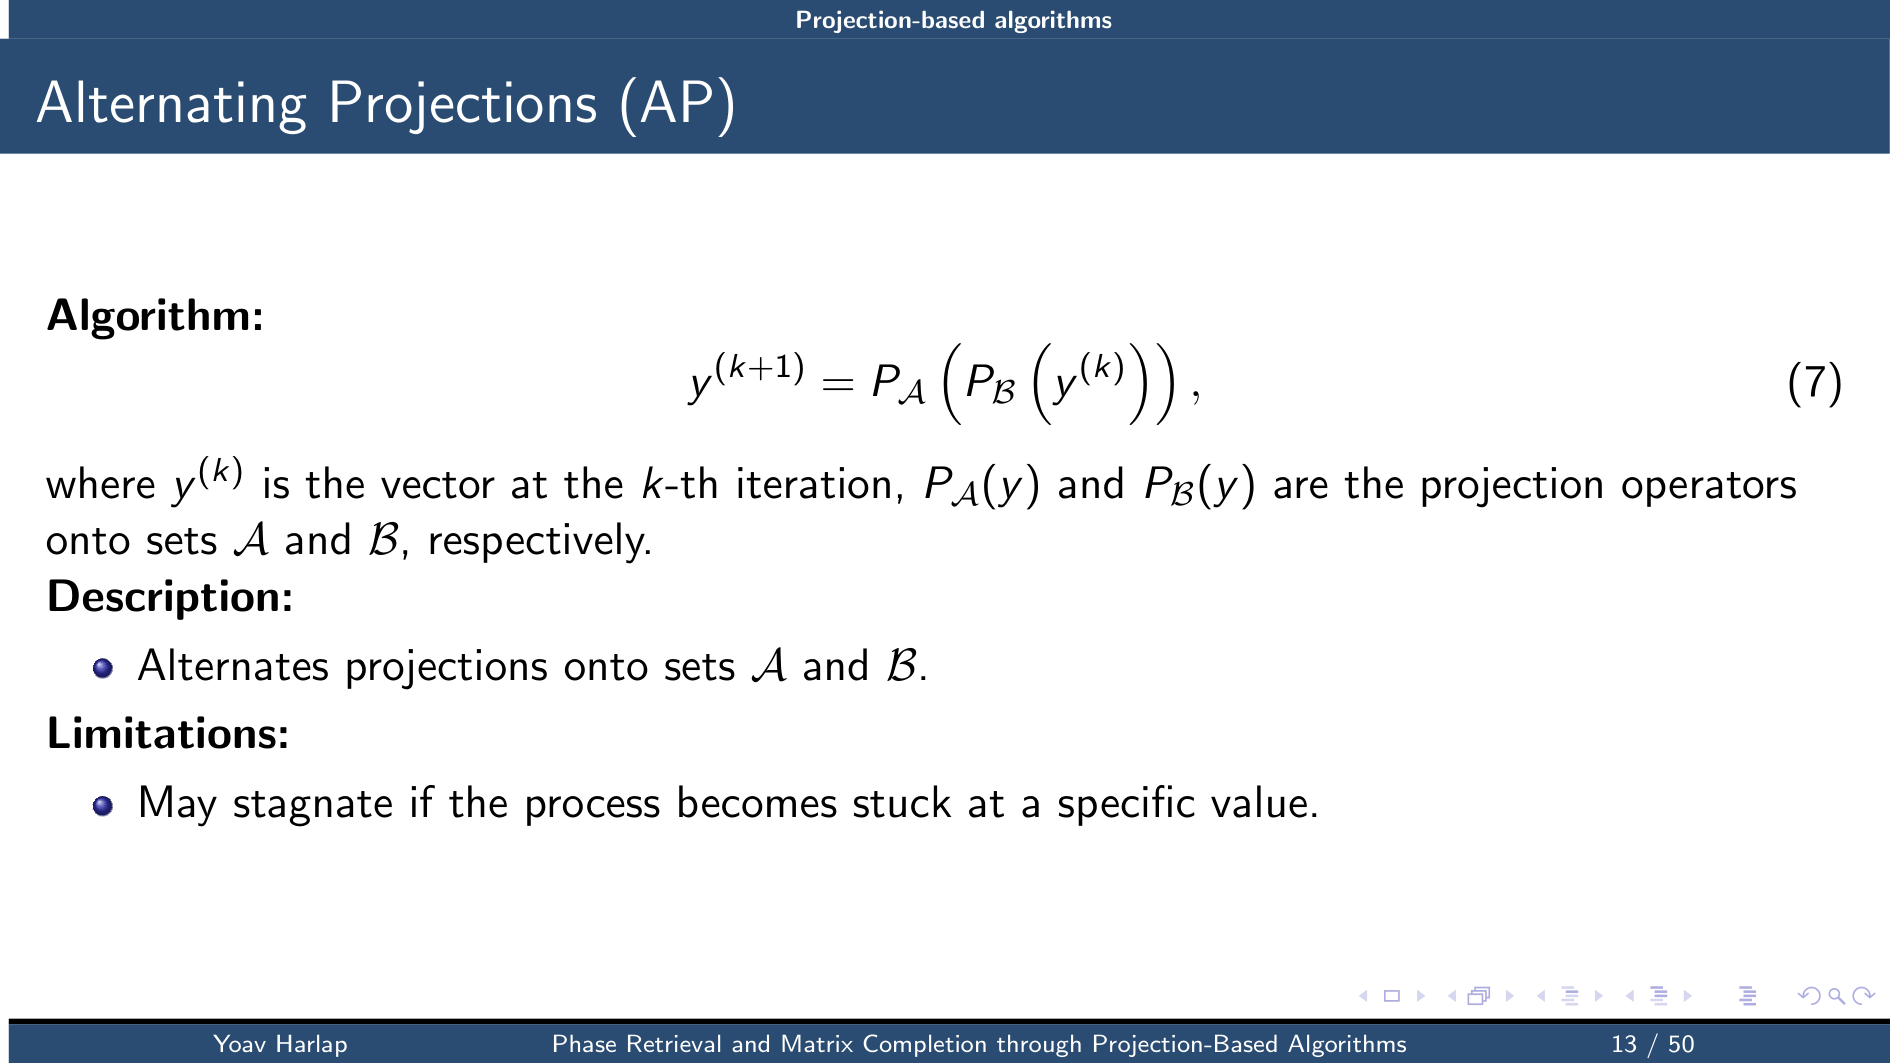 Projection-based algorithms
Alternating Projections (AP)
Algorithm:
y^(k+1) = P_𝒜 (P_ℬ (y^(k))) , (7)
where y^(k) is the vector at the k-th iteration, P_𝒜(y) and P_ℬ(y) are the projection operators
onto sets 𝒜 and ℬ, respectively.
Description:
Alternates projections onto sets 𝒜 and ℬ.
Limitations:
May stagnate if the process becomes stuck at a specific value.
Yoav Harlap Phase Retrieval and Matrix Completion through Projection-Based Algorithms 13 / 50